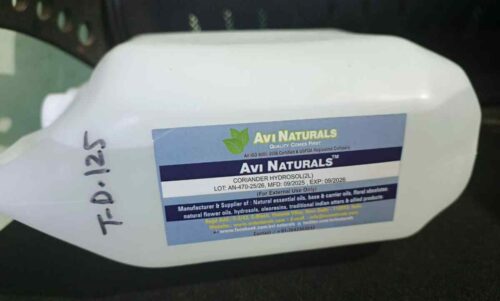 AVI NATURALS
QUALITY COMES FIRST
AVI NATURALS™
CORIANDER HYDROSOL(2L)
LOT: AN-470-25/26, MFD: 09/2025 , EXP: 09/2026
(For External Use Only)
Manufacturer & Supplier of : Natural essential oils, base & carrier oils, floral absolutes,
natural flower oils, hydrosols, oleoresins, traditional indian attars & allied products.
T-D-125